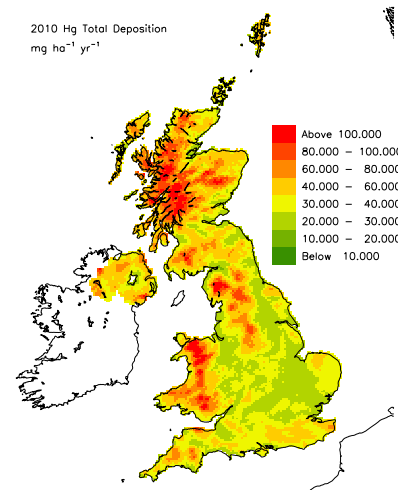 2010 Hg Total Deposition
mg ha⁻¹ yr⁻¹
Above 100.000
80.000 – 100.000
60.000 – 80.000
40.000 – 60.000
30.000 – 40.000
20.000 – 30.000
10.000 – 20.000
Below 10.000